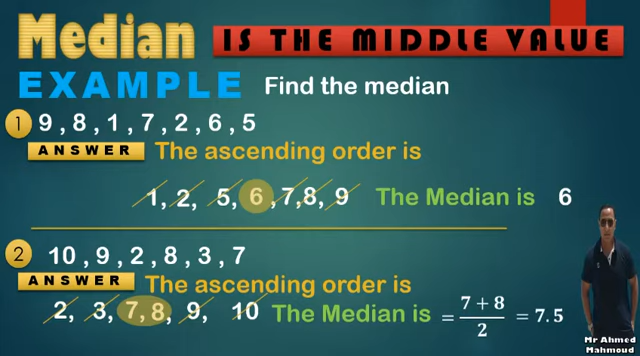 Median IS THE MIDDLE VALUE
EXAMPLE Find the median
1 9 , 8 , 1 , 7 , 2 , 6 , 5
ANSWER The ascending order is
1, 2, 5, 6 , 7, 8, 9 The Median is 6
2 10 , 9 , 2 , 8 , 3 , 7
ANSWER The ascending order is
2, 3, 7, 8, 9, 10 The Median is = 7 + 8 / 2 = 7.5
Mr Ahmed
Mahmoud